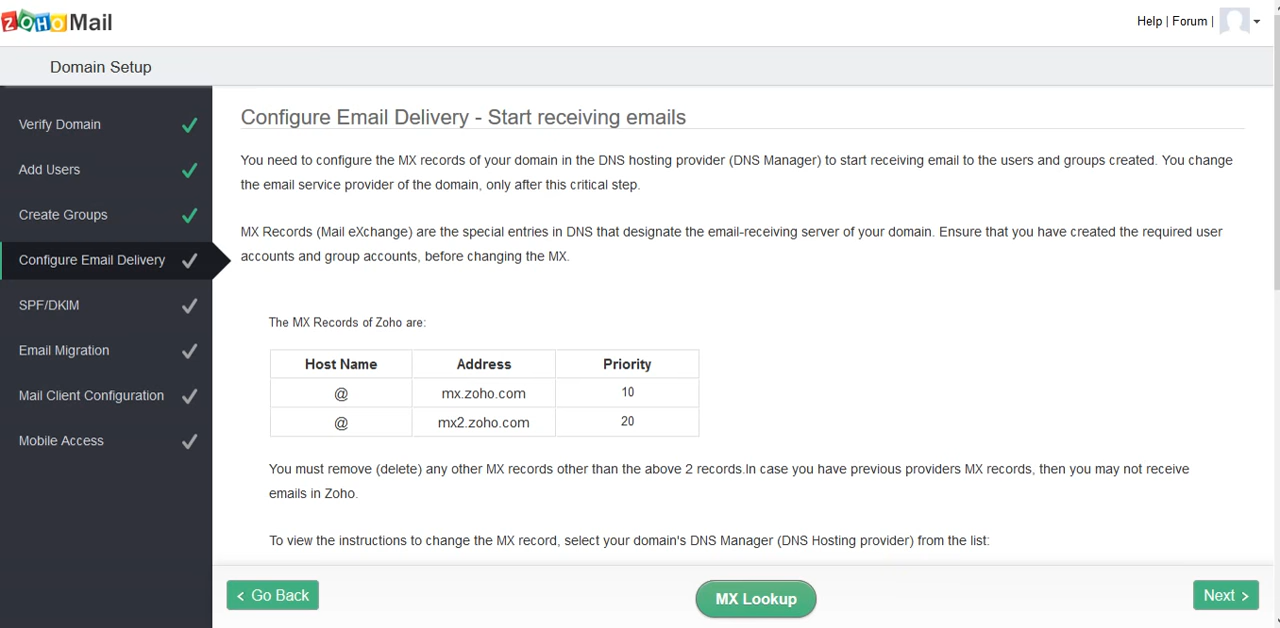 ZOHO Mail
Help | Forum |
Domain Setup
Verify Domain
Add Users
Create Groups
Configure Email Delivery
SPF/DKIM
Email Migration
Mail Client Configuration
Mobile Access
Configure Email Delivery - Start receiving emails
You need to configure the MX records of your domain in the DNS hosting provider (DNS Manager) to start receiving email to the users and groups created. You change
the email service provider of the domain, only after this critical step.
MX Records (Mail eXchange) are the special entries in DNS that designate the email-receiving server of your domain. Ensure that you have created the required user
accounts and group accounts, before changing the MX.
The MX Records of Zoho are:
Host Name Address Priority
@ mx.zoho.com 10
@ mx2.zoho.com 20
You must remove (delete) any other MX records other than the above 2 records.In case you have previous providers MX records, then you may not receive
emails in Zoho.
To view the instructions to change the MX record, select your domain's DNS Manager (DNS Hosting provider) from the list:
< Go Back
MX Lookup
Next >